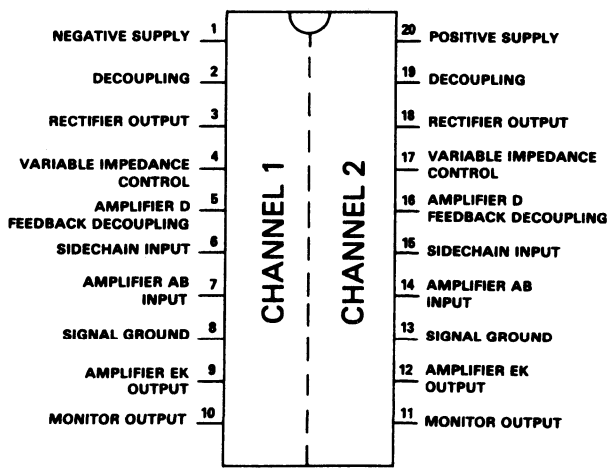 1 20
NEGATIVE SUPPLY POSITIVE SUPPLY
2 19
DECOUPLING DECOUPLING
3 18
RECTIFIER OUTPUT RECTIFIER OUTPUT
4 17
VARIABLE IMPEDANCE VARIABLE IMPEDANCE
CONTROL CONTROL
5 16
AMPLIFIER D AMPLIFIER D
FEEDBACK DECOUPLING FEEDBACK DECOUPLING
6 15
SIDECHAIN INPUT SIDECHAIN INPUT
7 14
AMPLIFIER AB AMPLIFIER AB
INPUT INPUT
8 13
SIGNAL GROUND SIGNAL GROUND
9 12
AMPLIFIER EK AMPLIFIER EK
OUTPUT OUTPUT
10 11
MONITOR OUTPUT MONITOR OUTPUT
CHANNEL 1
CHANNEL 2